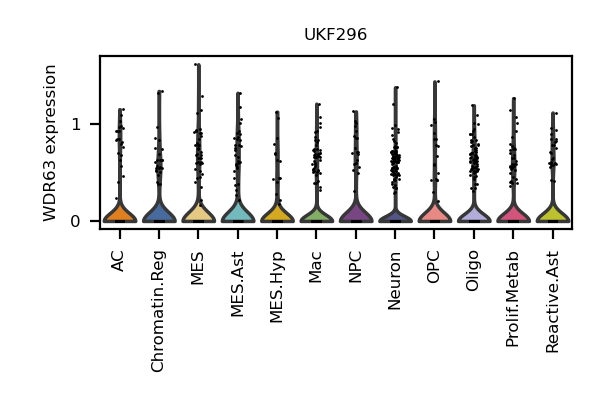 UKF296
WDR63 expression
1
0
AC
Chromatin.Reg
MES
MES.Ast
MES.Hyp
Mac
NPC
Neuron
OPC
Oligo
Prolif.Metab
Reactive.Ast